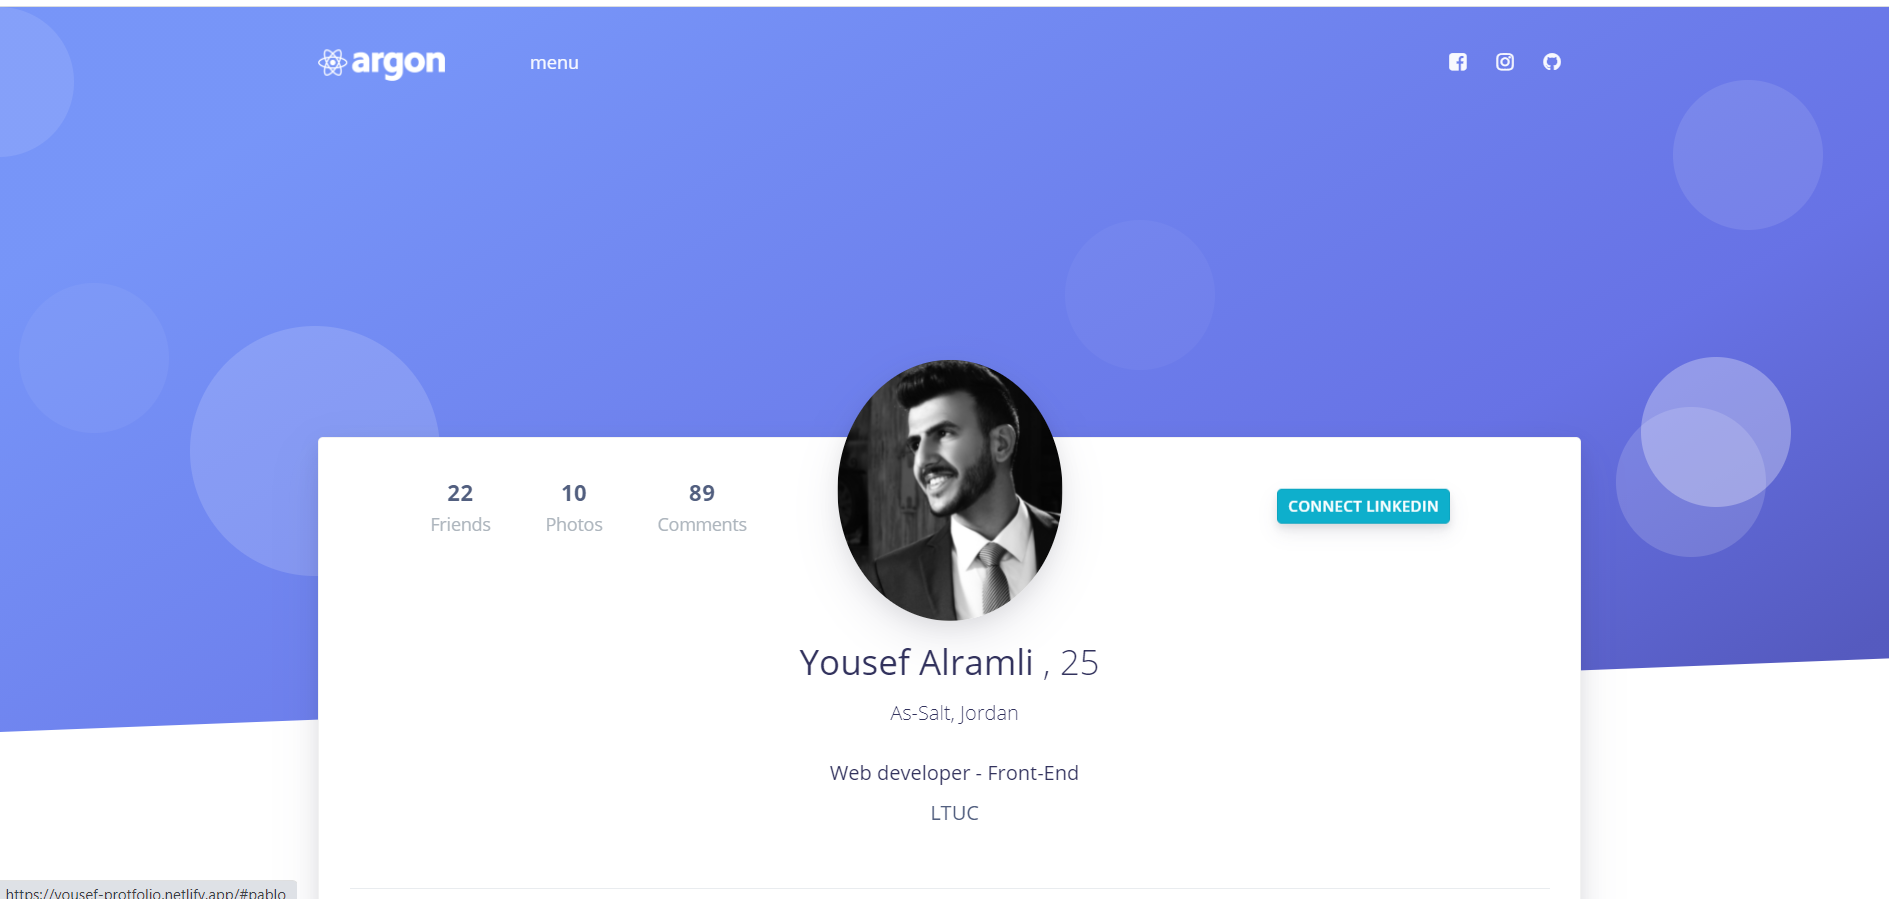 argon
menu
22
10
89
CONNECT LINKEDIN
Friends
Photos
Comments
Yousef Alramli , 25
As-Salt, Jordan
Web developer - Front-End
LTUC
https://yousef-protfolio.netlify.app/#pablo